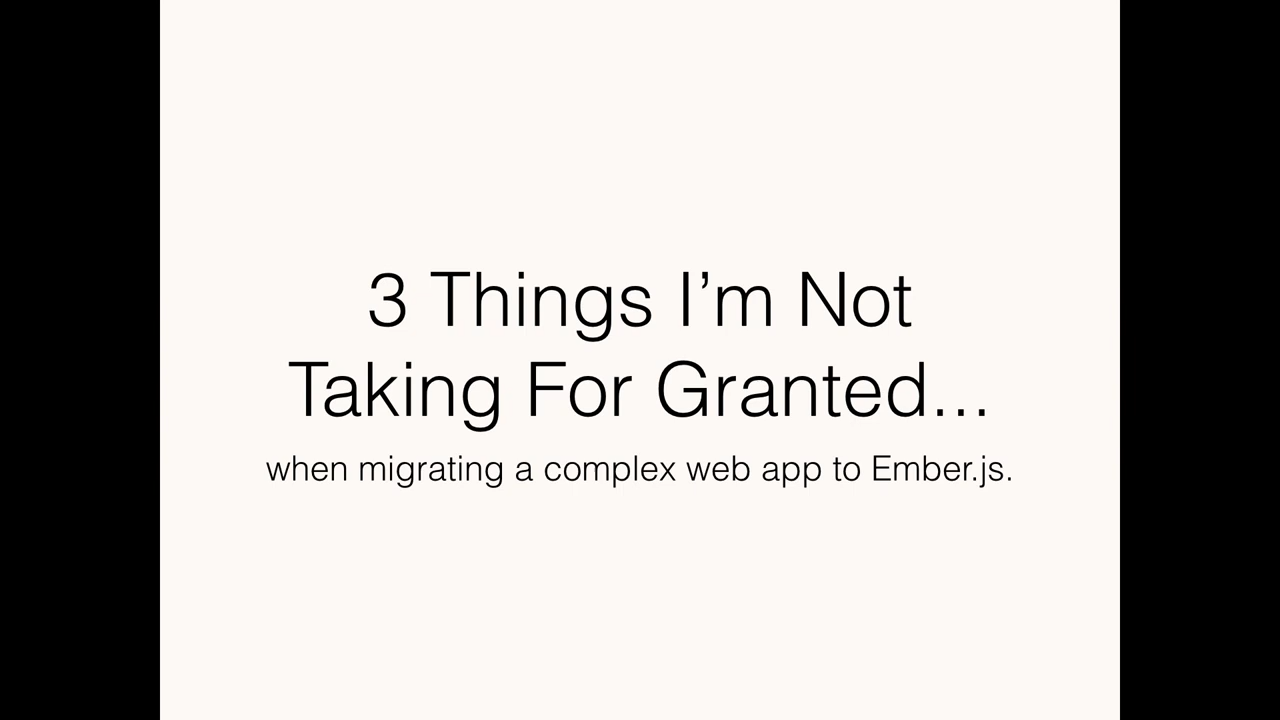 3 Things I’m Not
Taking For Granted...
when migrating a complex web app to Ember.js.